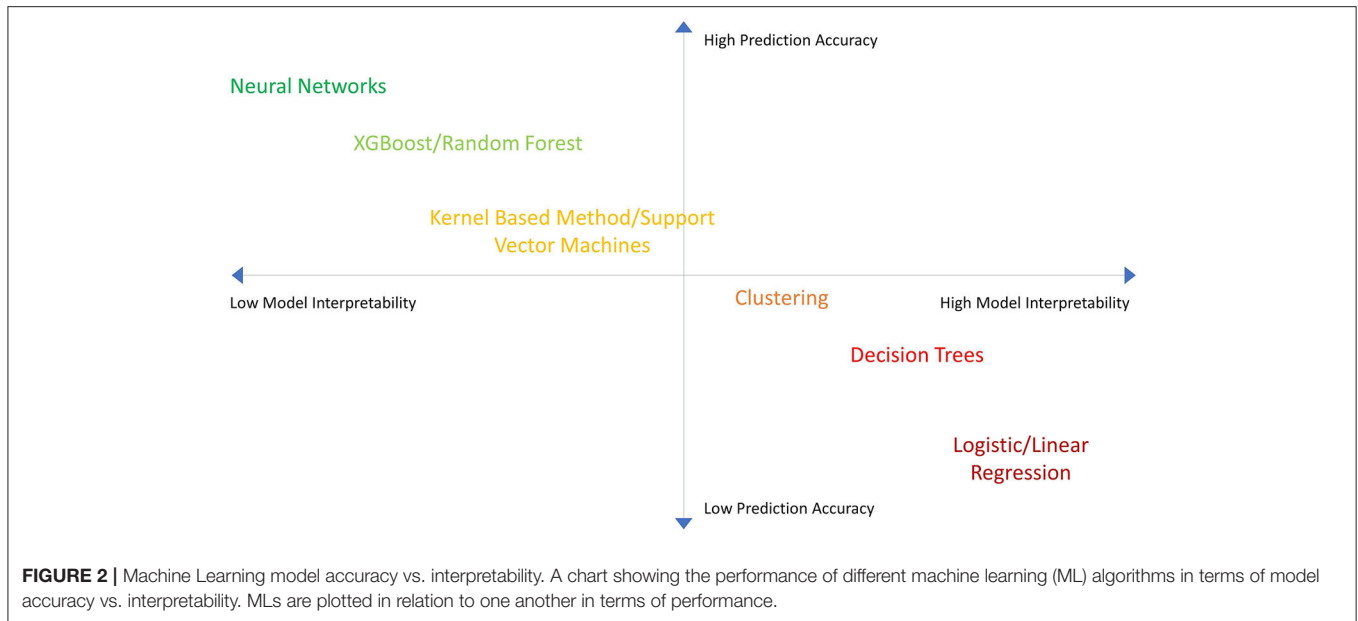 High Prediction Accuracy
Neural Networks
XGBoost/Random Forest
Kernel Based Method/Support
Vector Machines
Low Model Interpretability
Clustering
High Model Interpretability
Decision Trees
Logistic/Linear
Regression
Low Prediction Accuracy
FIGURE 2 | Machine Learning model accuracy vs. interpretability. A chart showing the performance of different machine learning (ML) algorithms in terms of model
accuracy vs. interpretability. MLs are plotted in relation to one another in terms of performance.